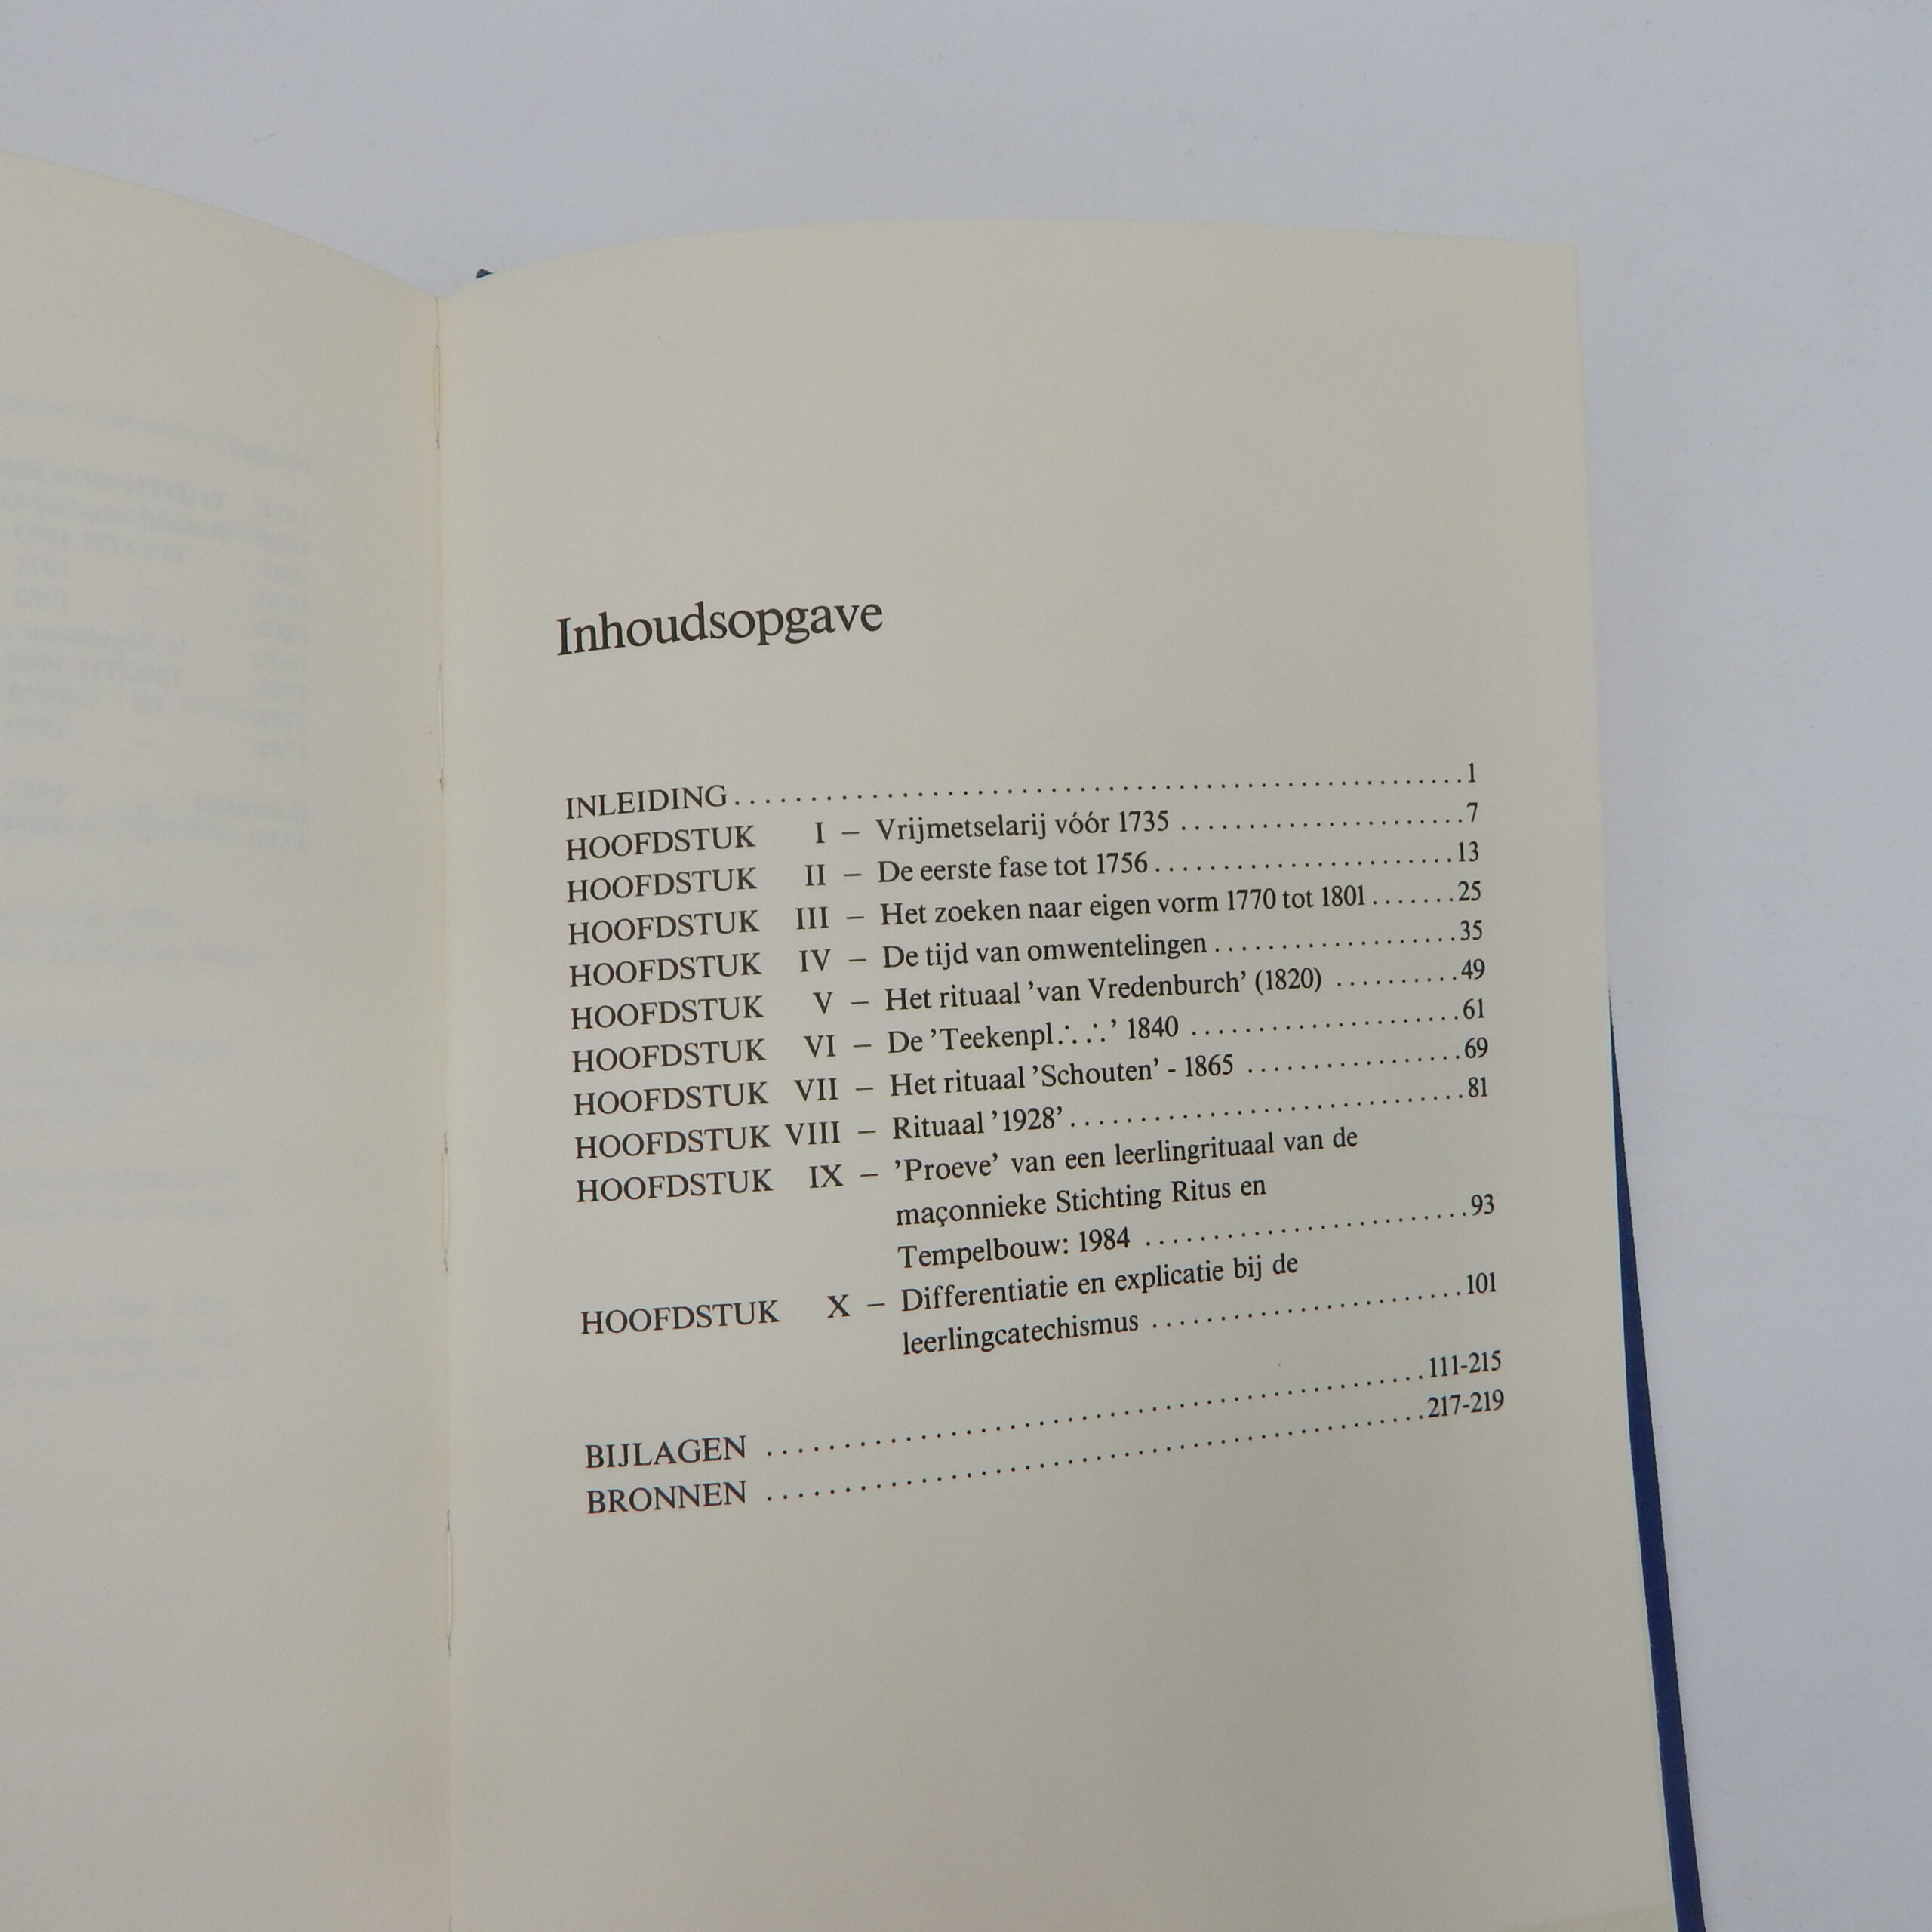 Inhoudsopgave
INLEIDING................................................1
HOOFDSTUK I – Vrijmetselarij vóór 1735 .....................7
HOOFDSTUK II – De eerste fase tot 1756......................13
HOOFDSTUK III – Het zoeken naar eigen vorm 1770 tot 1801.......25
HOOFDSTUK IV – De tijd van omwentelingen..................35
HOOFDSTUK V – Het rituaal ’van Vredenburch’ (1820) .........49
HOOFDSTUK VI – De ’Teekenpl.∵.∴’ 1840 ....................61
HOOFDSTUK VII – Het rituaal ’Schouten’ - 1865 ................69
HOOFDSTUK VIII – Rituaal ’1928’.............................81
HOOFDSTUK IX – ’Proeve’ van een leerlingrituaal van de
maçonnieke Stichting Ritus en
Tempelbouw: 1984 ........................93
HOOFDSTUK X – Differentiatie en explicatie bij de
leerlingcatechismus .......................101
BIJLAGEN ...........................................111-215
BRONNEN ...........................................217-219